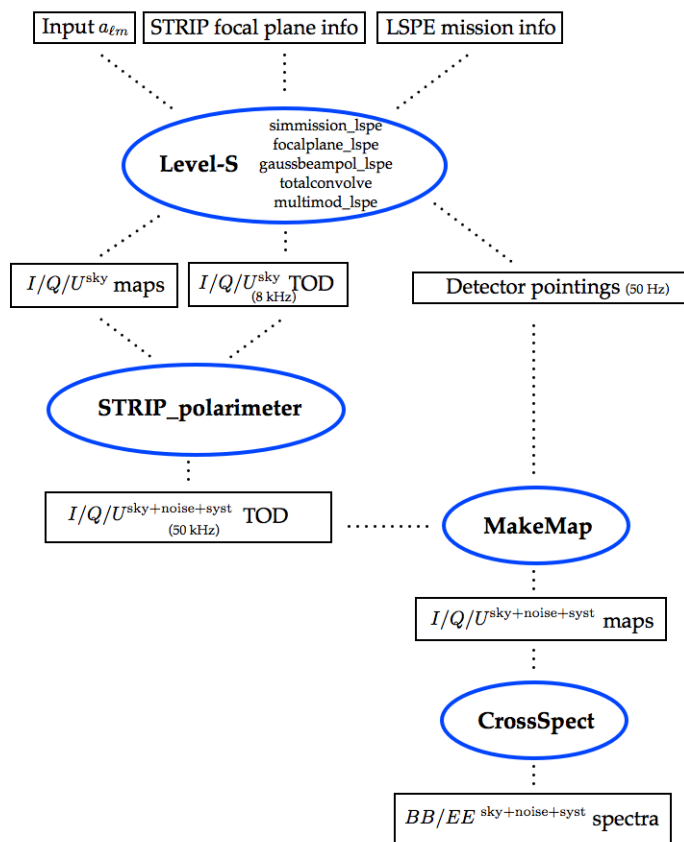 Input aℓm
STRIP focal plane info
LSPE mission info
Level-S
simmission_lspe
focalplane_lspe
gaussbeampol_lspe
totalconvolve
multimod_lspe
I/Q/U^sky maps
I/Q/U^sky TOD
(8 kHz)
Detector pointings (50 Hz)
STRIP_polarimeter
I/Q/U^sky+noise+syst TOD
(50 kHz)
MakeMap
I/Q/U^sky+noise+syst maps
CrossSpect
BB/EE ^sky+noise+syst spectra